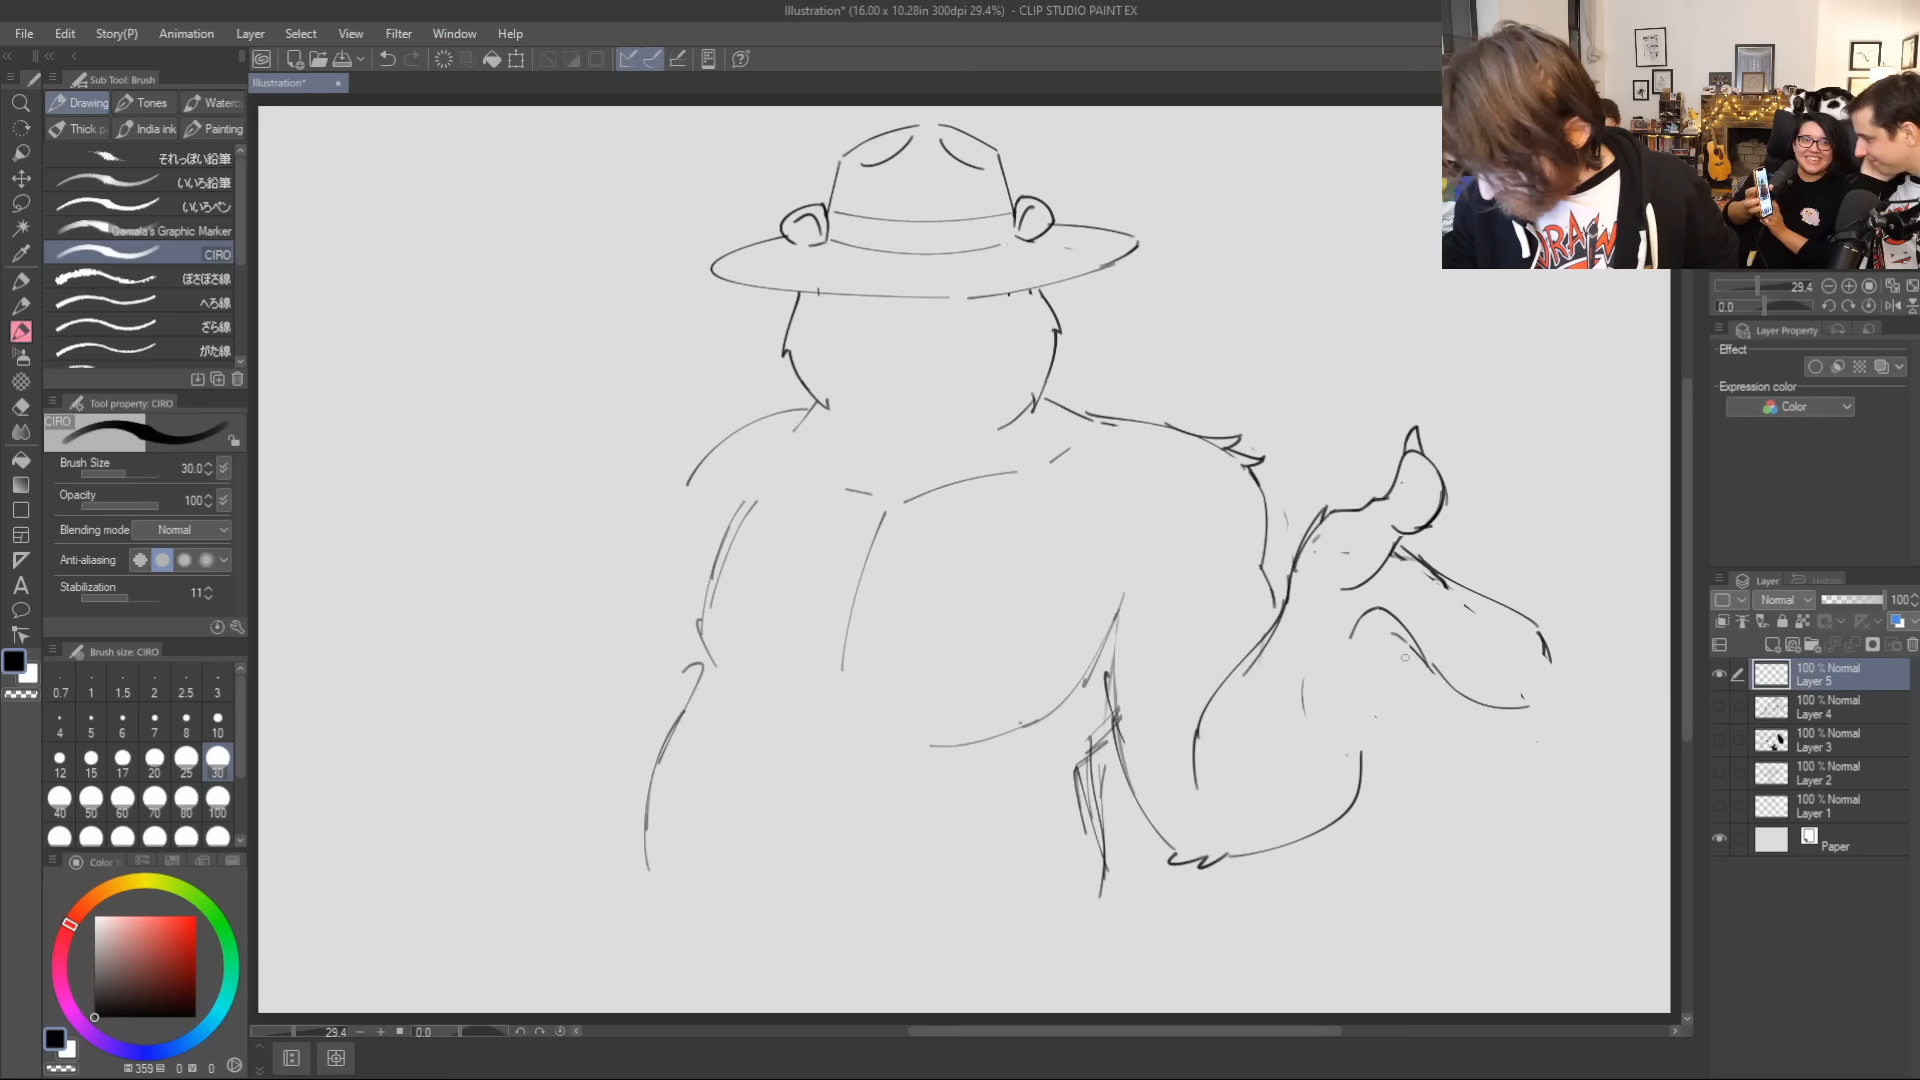 Illustration* (16.00 x 10.28in 300dpi 29.4%) - CLIP STUDIO PAINT EX
File Edit Story(P) Animation Layer Select View Filter Window Help
Sub Tool: Brush
Illustration*
Drawing Tones Waterc
Thick p India ink Painting
それっぽい鉛筆
いいろ鉛筆
いいろペン
Qamala's Graphic Marker
CIRO
ぼさぼさ線
へろ線
ざら線
がた線
Tool property: CIRO
CIRO
Brush Size 30.0
Opacity 100
Blending mode Normal
Anti-aliasing
Stabilization 11
Brush size: CIRO
0.7 1 1.5 2 2.5 3
4 5 6 7 8 10
12 15 17 20 25 30
40 50 60 70 80 100
Color
359 0 0
29.4 0.0
DRAW
29.4
0.0
Layer Property
Effect
Expression color
Color
Layer History
Normal 100
100 % Normal
Layer 5
100 % Normal
Layer 4
100 % Normal
Layer 3
100 % Normal
Layer 2
100 % Normal
Layer 1
Paper